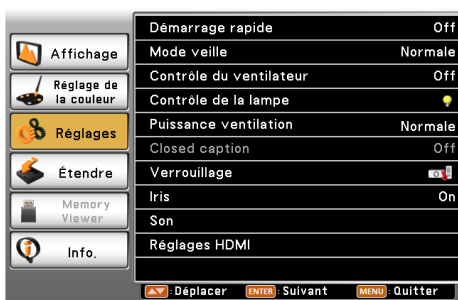 Affichage
Réglage de
la couleur
Réglages
Étendre
Memory
Viewer
Info.
Démarrage rapide Off
Mode veille Normale
Contrôle du ventilateur Off
Contrôle de la lampe
Puissance ventilation Normale
Closed caption Off
Verrouillage
Iris On
Son
Réglages HDMI
:Déplacer ENTER :Suivant MENU :Quitter